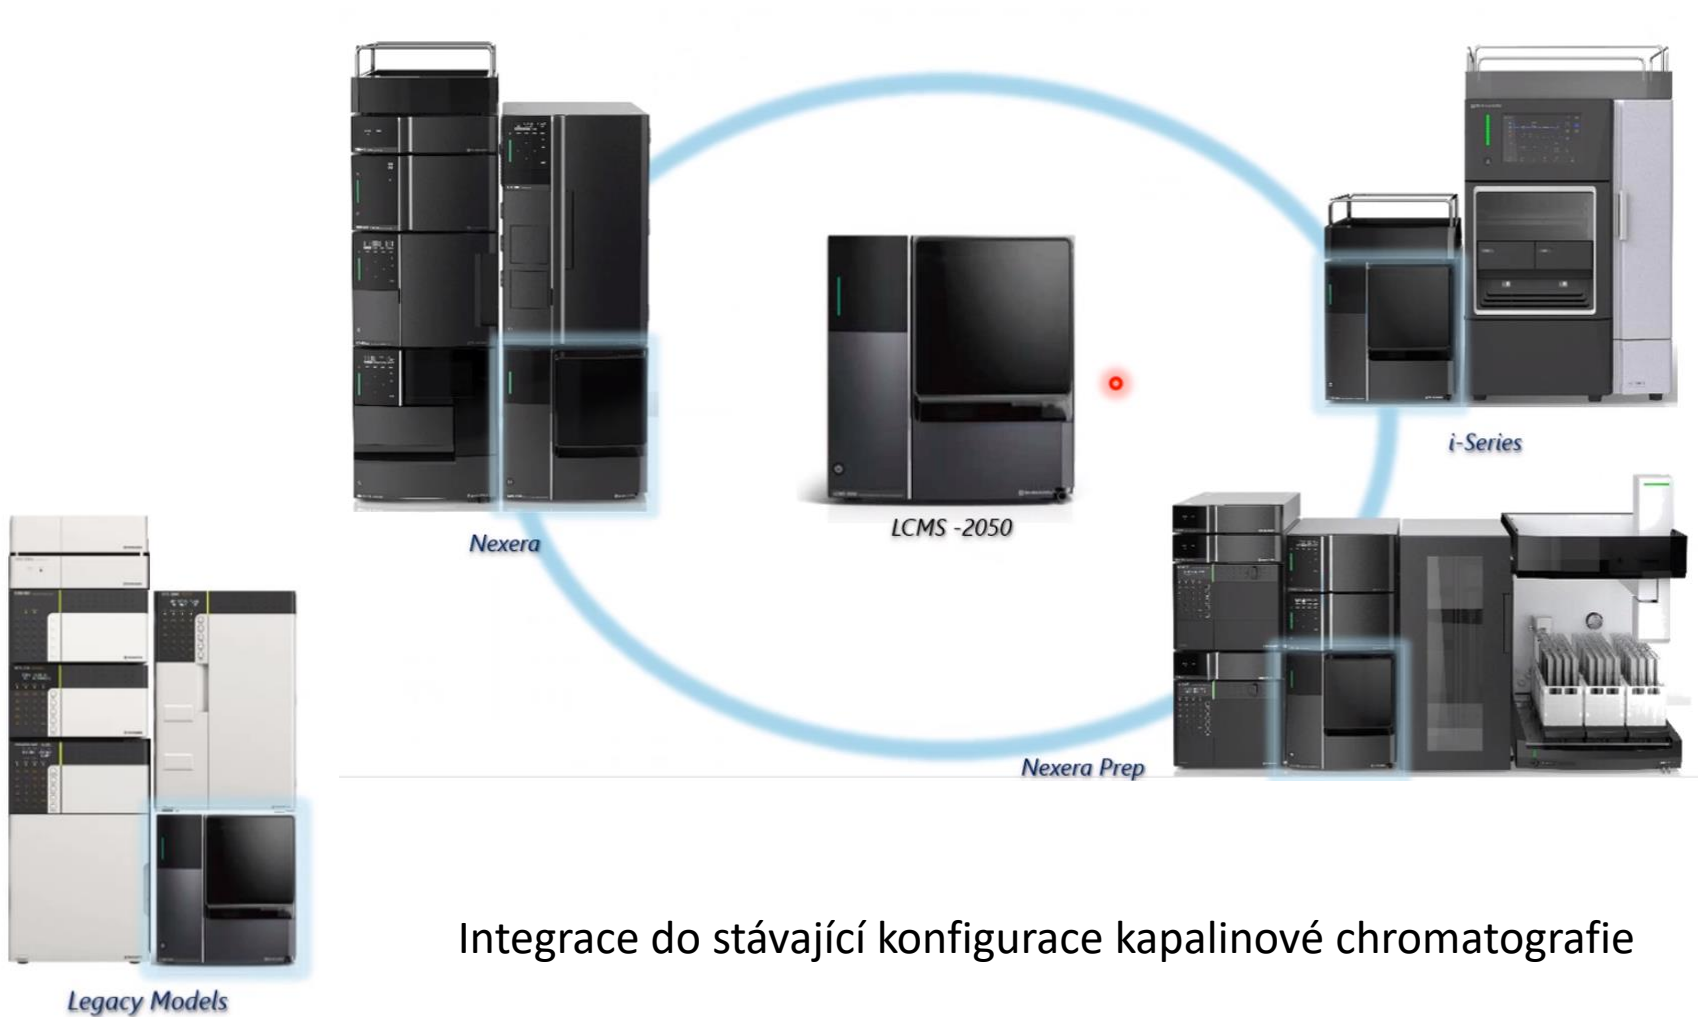 i-Series
LCMS -2050
Nexera
Nexera Prep
Integrace do stávající konfigurace kapalinové chromatografie
Legacy Models